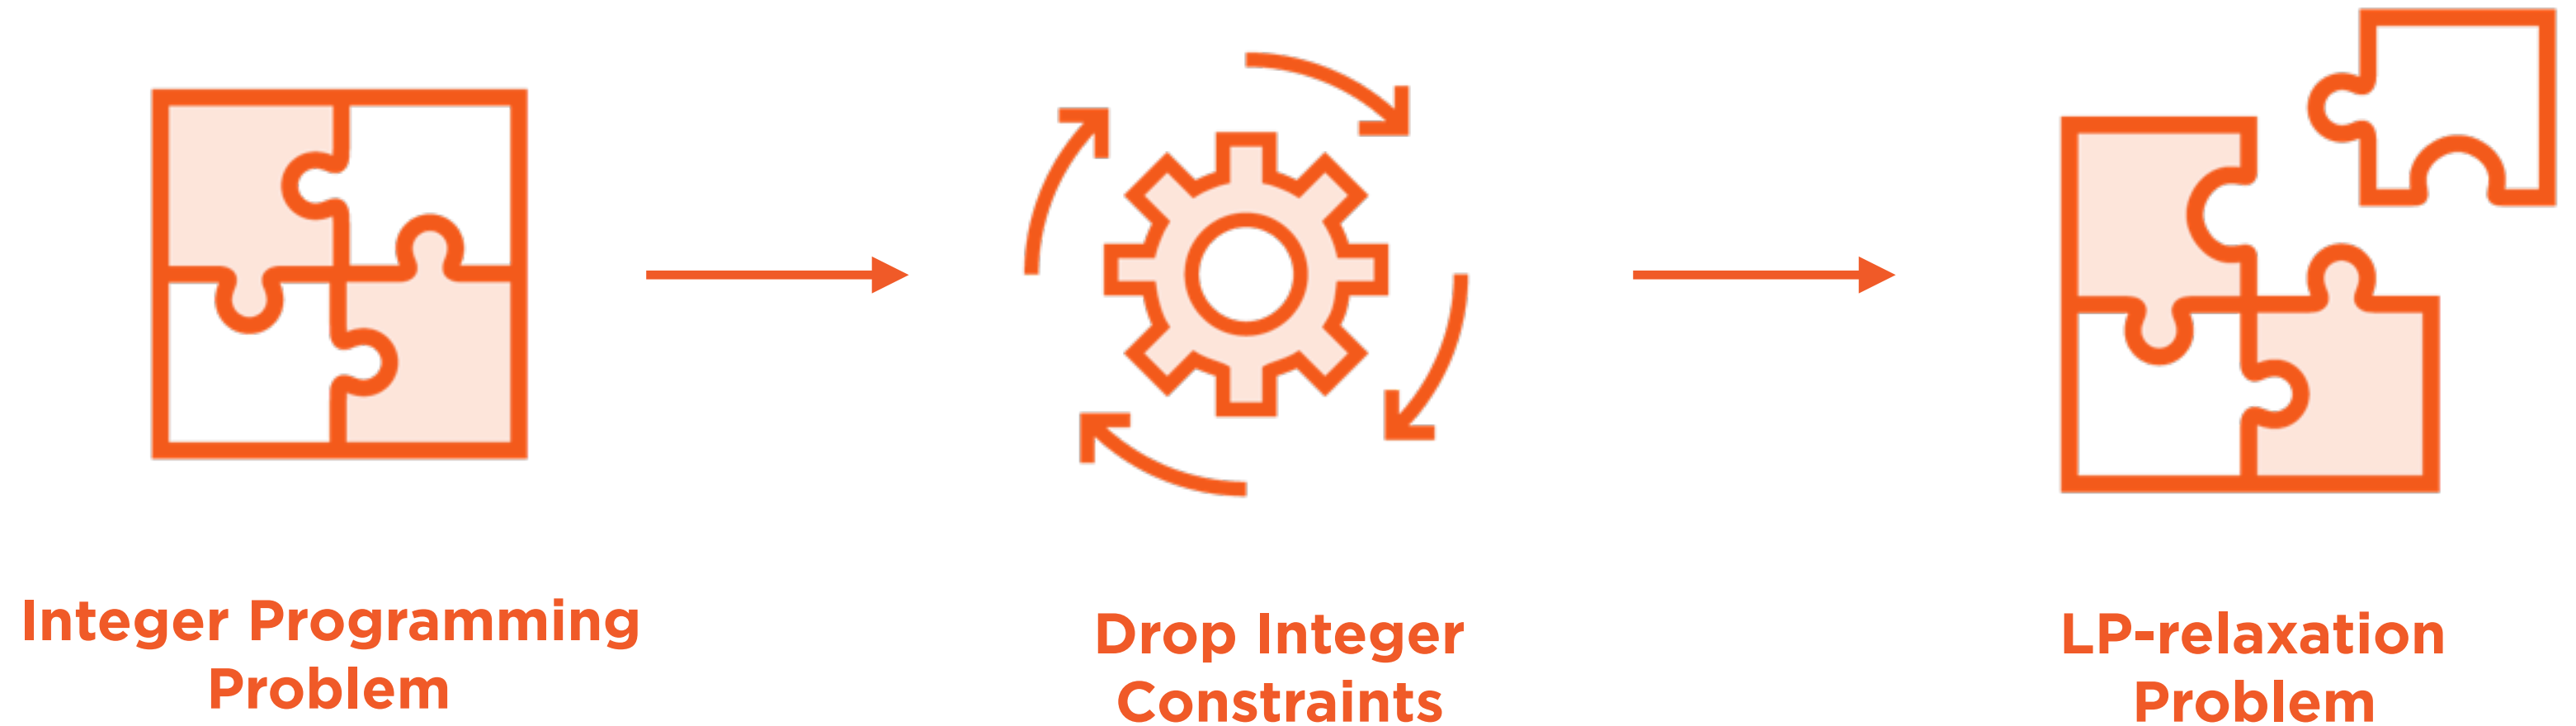 Integer Programming
Problem
Drop Integer
Constraints
LP-relaxation
Problem